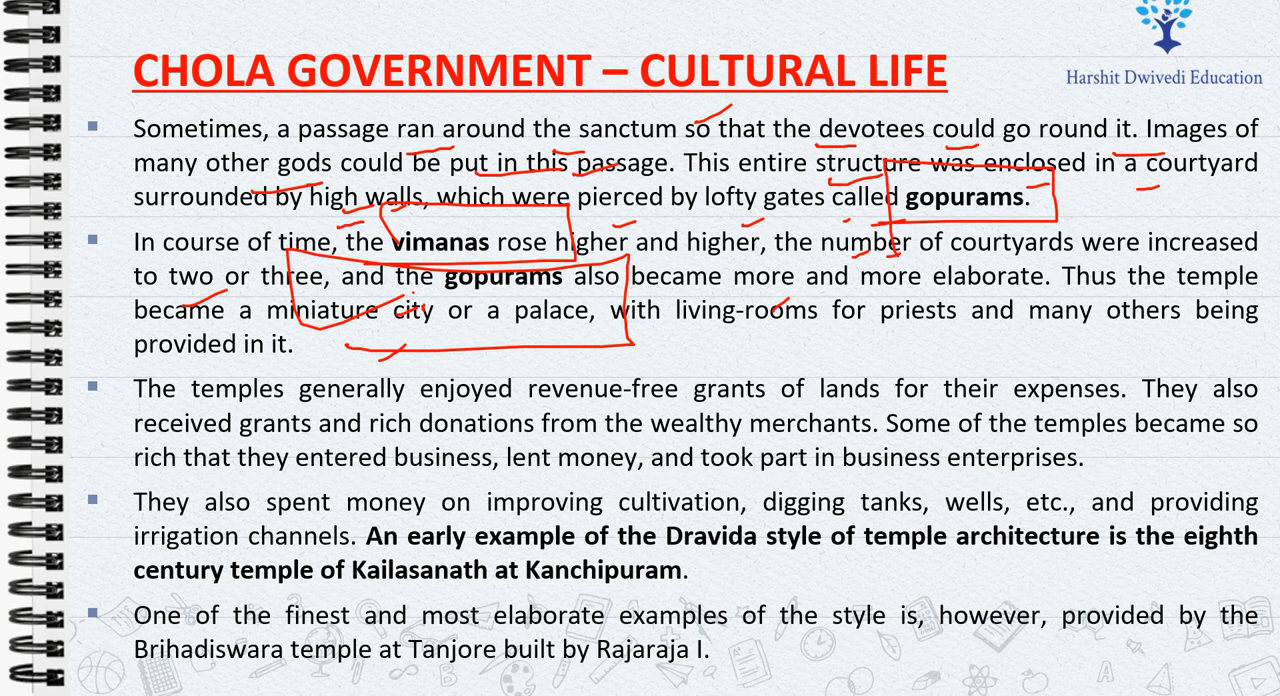 CHOLA GOVERNMENT – CULTURAL LIFE
Harshit Dwivedi Education
Sometimes, a passage ran around the sanctum so that the devotees could go round it. Images of
many other gods could be put in this passage. This entire structure was enclosed in a courtyard
surrounded by high walls, which were pierced by lofty gates called gopurams.
In course of time, the vimanas rose higher and higher, the number of courtyards were increased
to two or three, and the gopurams also became more and more elaborate. Thus the temple
became a miniature city or a palace, with living-rooms for priests and many others being
provided in it.
The temples generally enjoyed revenue-free grants of lands for their expenses. They also
received grants and rich donations from the wealthy merchants. Some of the temples became so
rich that they entered business, lent money, and took part in business enterprises.
They also spent money on improving cultivation, digging tanks, wells, etc., and providing
irrigation channels. An early example of the Dravida style of temple architecture is the eighth
century temple of Kailasanath at Kanchipuram.
One of the finest and most elaborate examples of the style is, however, provided by the
Brihadiswara temple at Tanjore built by Rajaraja I.